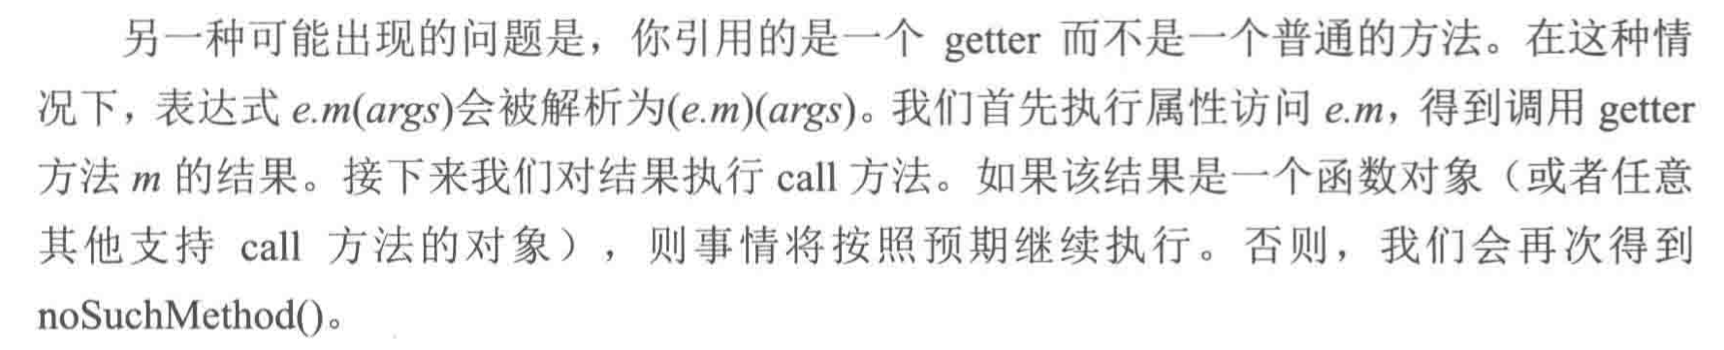 另一种可能出现的问题是，你引用的是一个 getter 而不是一个普通的方法。在这种情
况下，表达式 e.m(args)会被解析为(e.m)(args)。我们首先执行属性访问 e.m，得到调用 getter
方法 m 的结果。接下来我们对结果执行 call 方法。如果该结果是一个函数对象（或者任意
其他支持 call 方法的对象），则事情将按照预期继续执行。否则，我们会再次得到
noSuchMethod()。